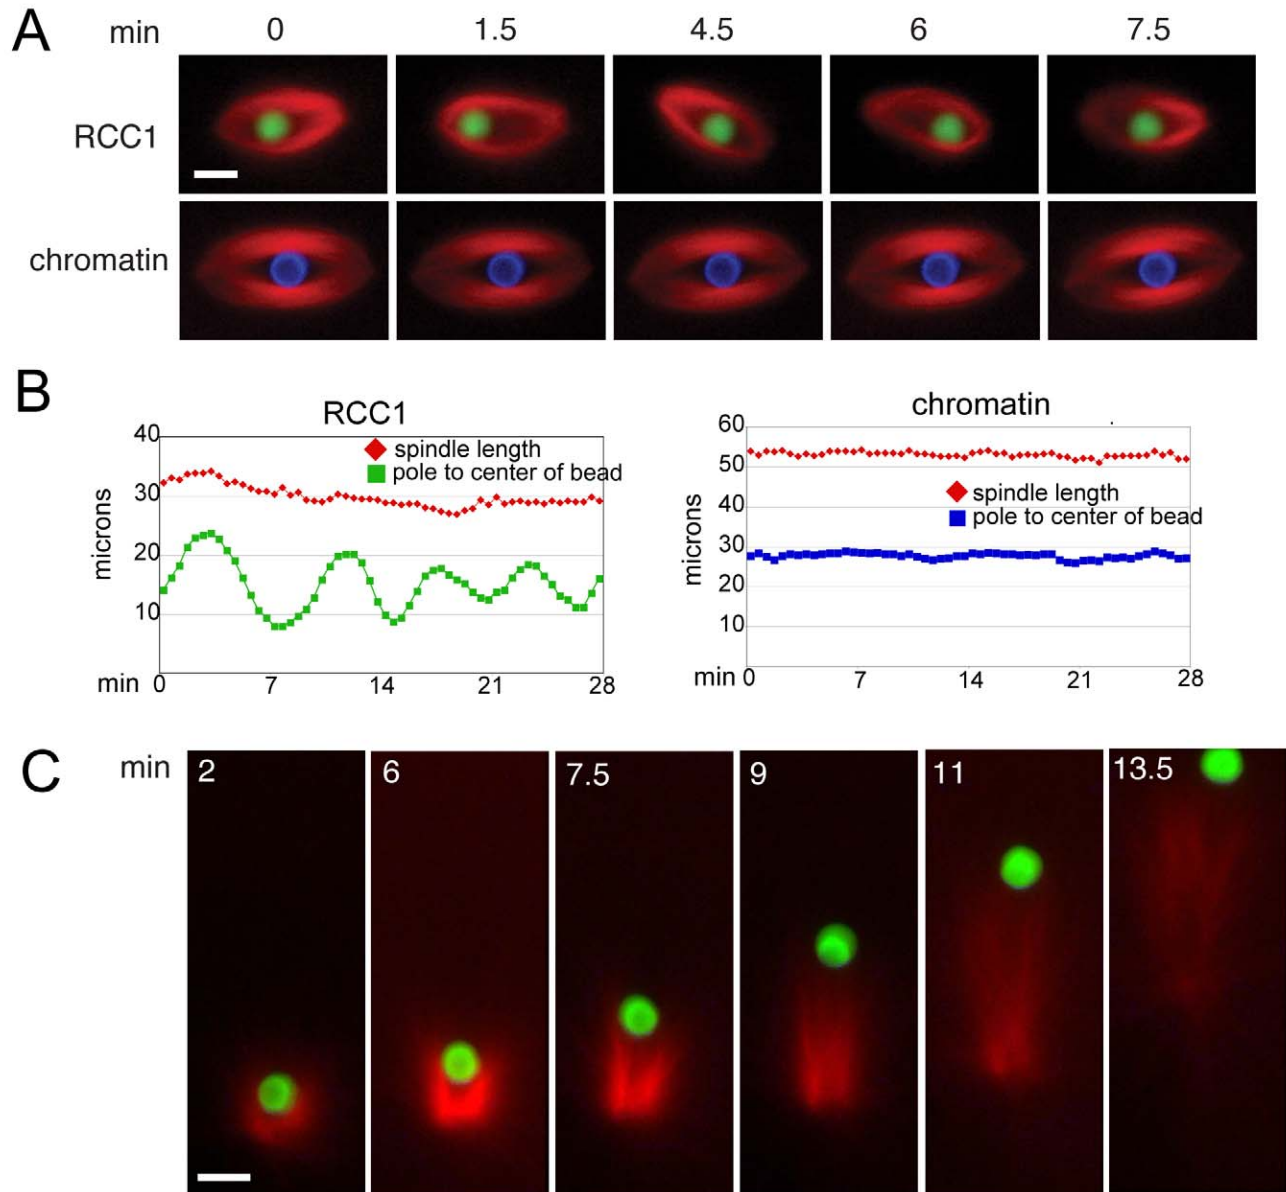 A
min 0 1.5 4.5 6 7.5
RCC1
chromatin
B
RCC1
40
30
20
10
microns
spindle length
pole to center of bead
min 0 7 14 21 28
chromatin
60
50
40
30
20
10
microns
spindle length
pole to center of bead
min 0 7 14 21 28
C
min 2 6 7.5 9 11 13.5